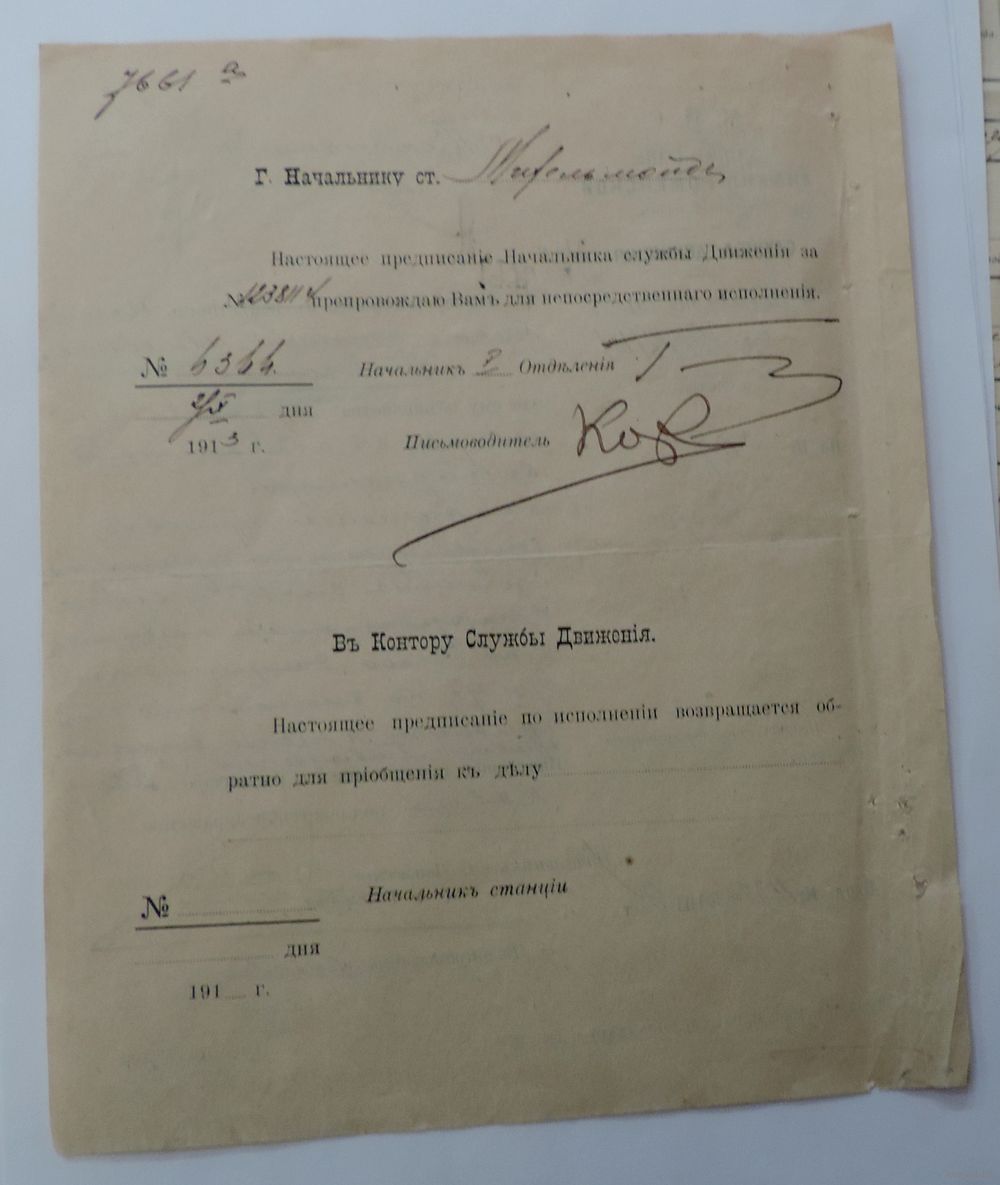 7661 а
Г. Начальнику ст.
Настоящее предписаніе Начальника службы Движенія за
№ препровождаю Вамъ для непосредственнаго исполненія.
№ 6344. Начальникъ Отдѣленія
дня
1913 г. Письмоводитель
Въ Контору Службы Движенія.
Настоящее предписаніе по исполненіи возвращается об-
ратно для пріобщенія къ дѣлу
№ Начальникъ станціи
дня
191 г.